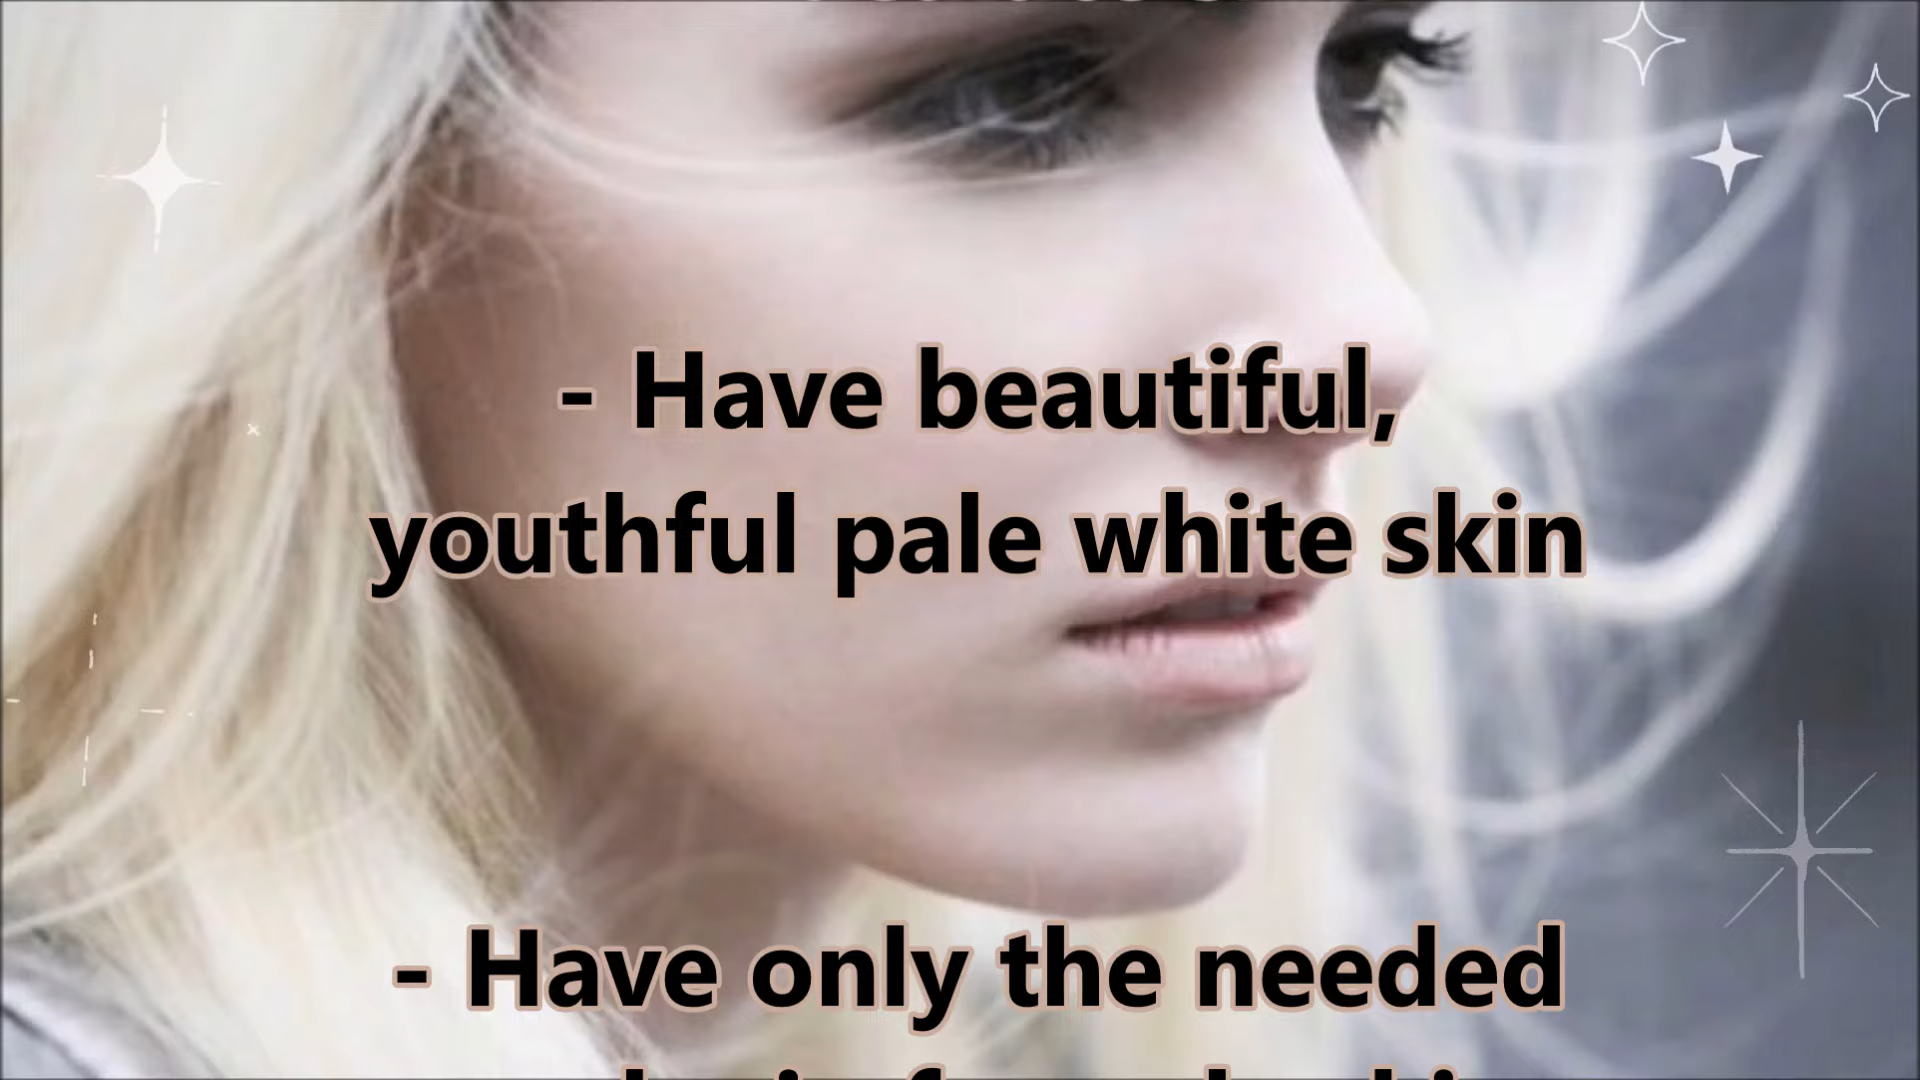 - Have beautiful,
youthful pale white skin
- Have only the needed